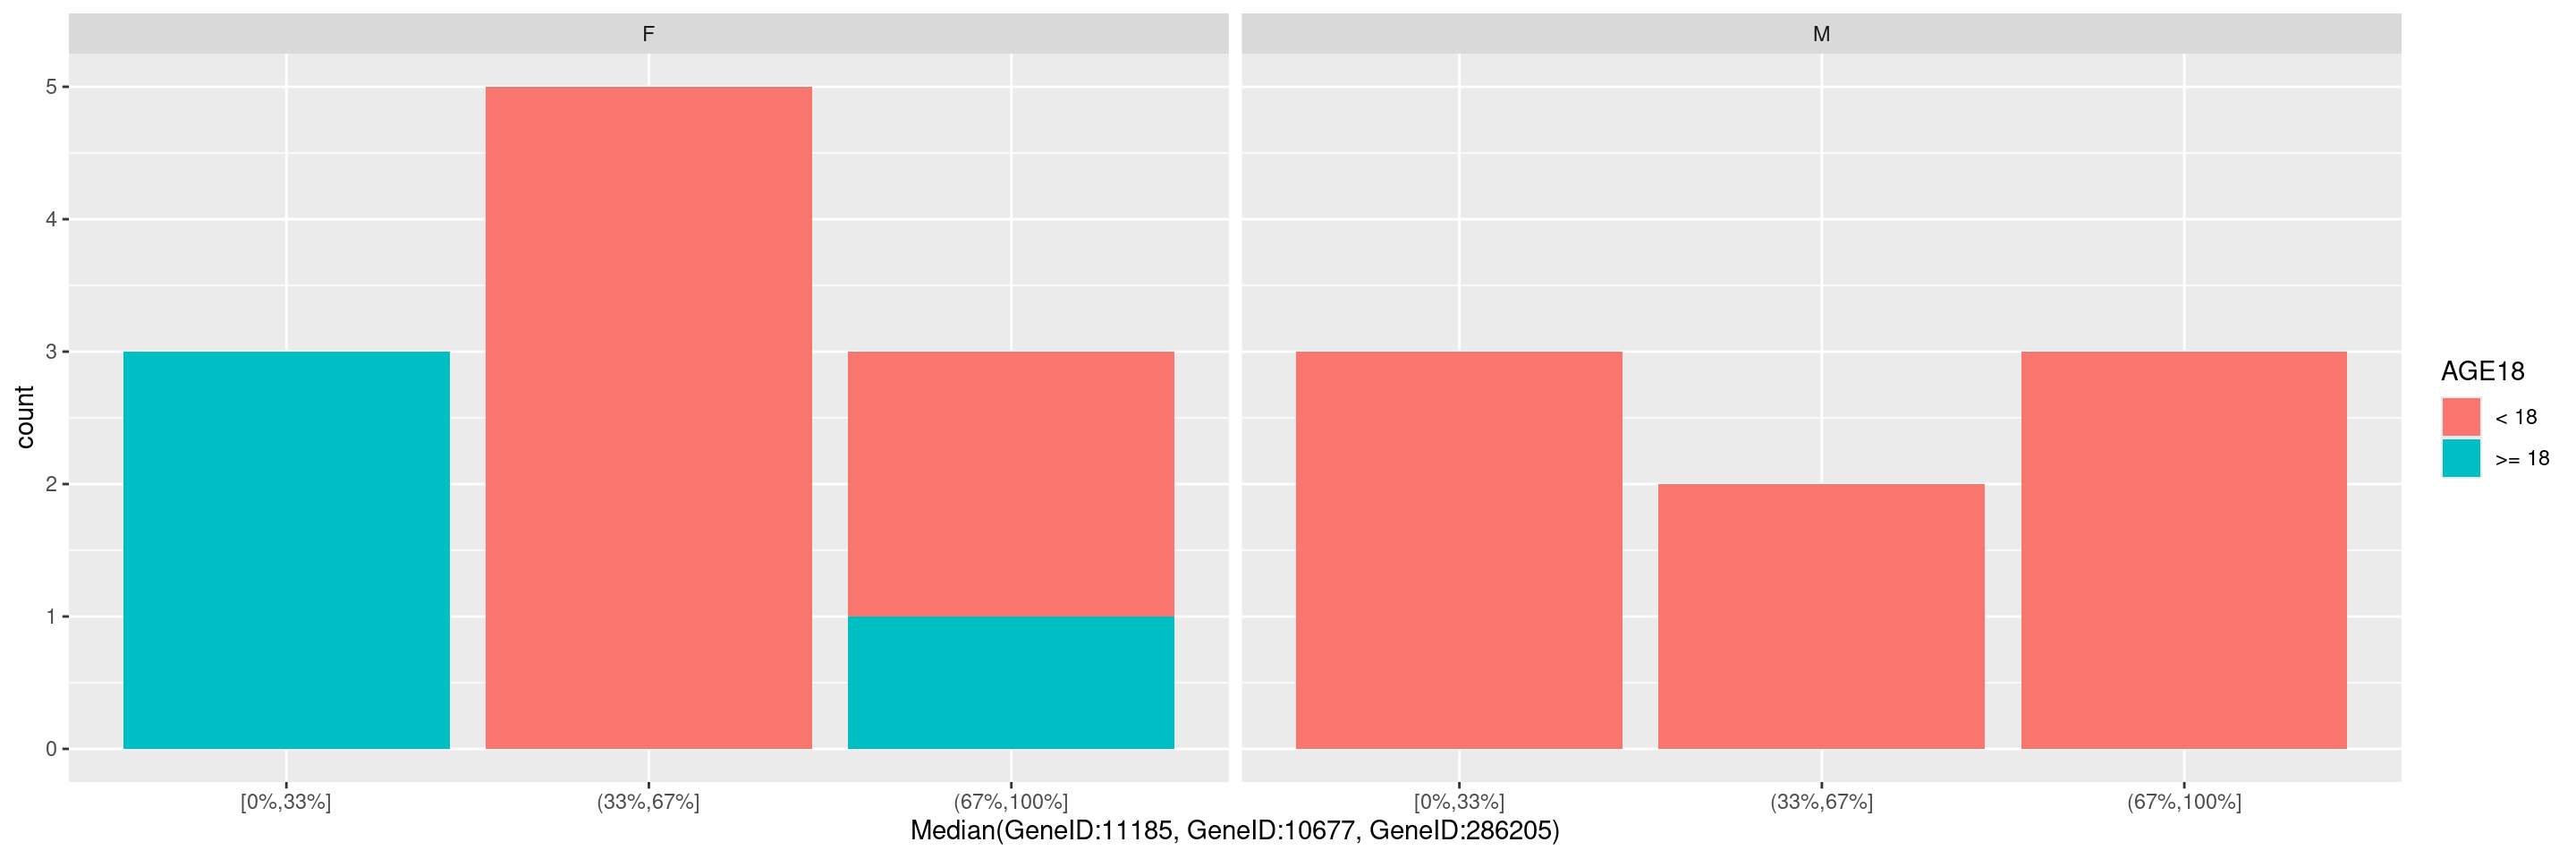 F
M
5
4
3
2
1
0
count
[0%,33%]
(33%,67%]
(67%,100%]
[0%,33%]
(33%,67%]
(67%,100%]
Median(GeneID:11185, GeneID:10677, GeneID:286205)
AGE18
< 18
>= 18